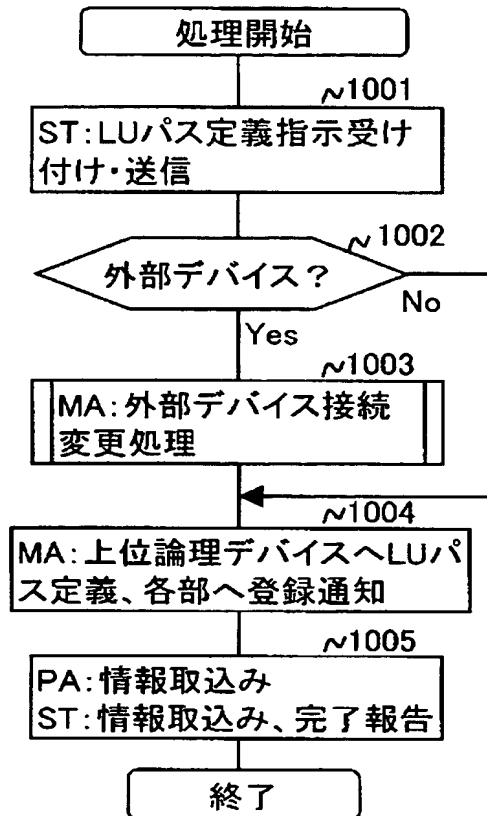 処理開始
~1001
ST:LUパス定義指示受け
付け・送信
~1002
外部デバイス?
No
Yes
~1003
MA:外部デバイス接続
変更処理
~1004
MA:上位論理デバイスへLUパ
ス定義、各部へ登録通知
~1005
PA:情報取込み
ST:情報取込み、完了報告
終了